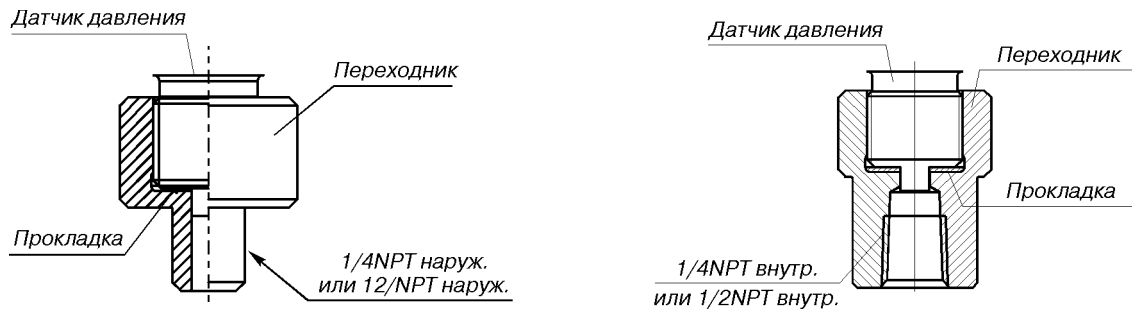 Датчик давления
Переходник
Прокладка
1/4NPT наруж.
или 12/NPT наруж.
Датчик давления
Переходник
Прокладка
1/4NPT внутр.
или 1/2NPT внутр.